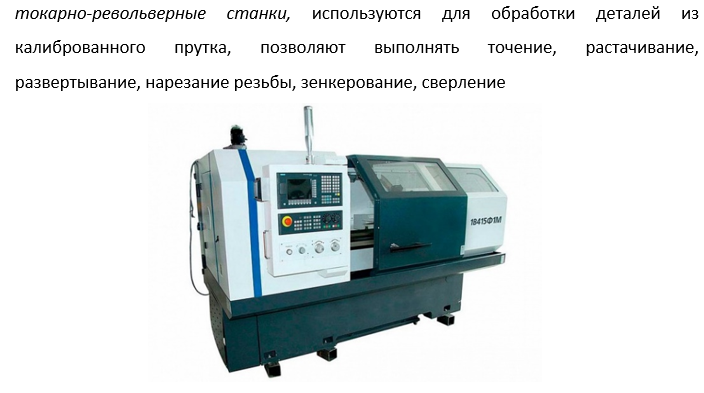 токарно-револьверные станки, используются для обработки деталей из
калиброванного прутка, позволяют выполнять точение, растачивание,
развертывание, нарезание резьбы, зенкерование, сверление
1В415Ф1М